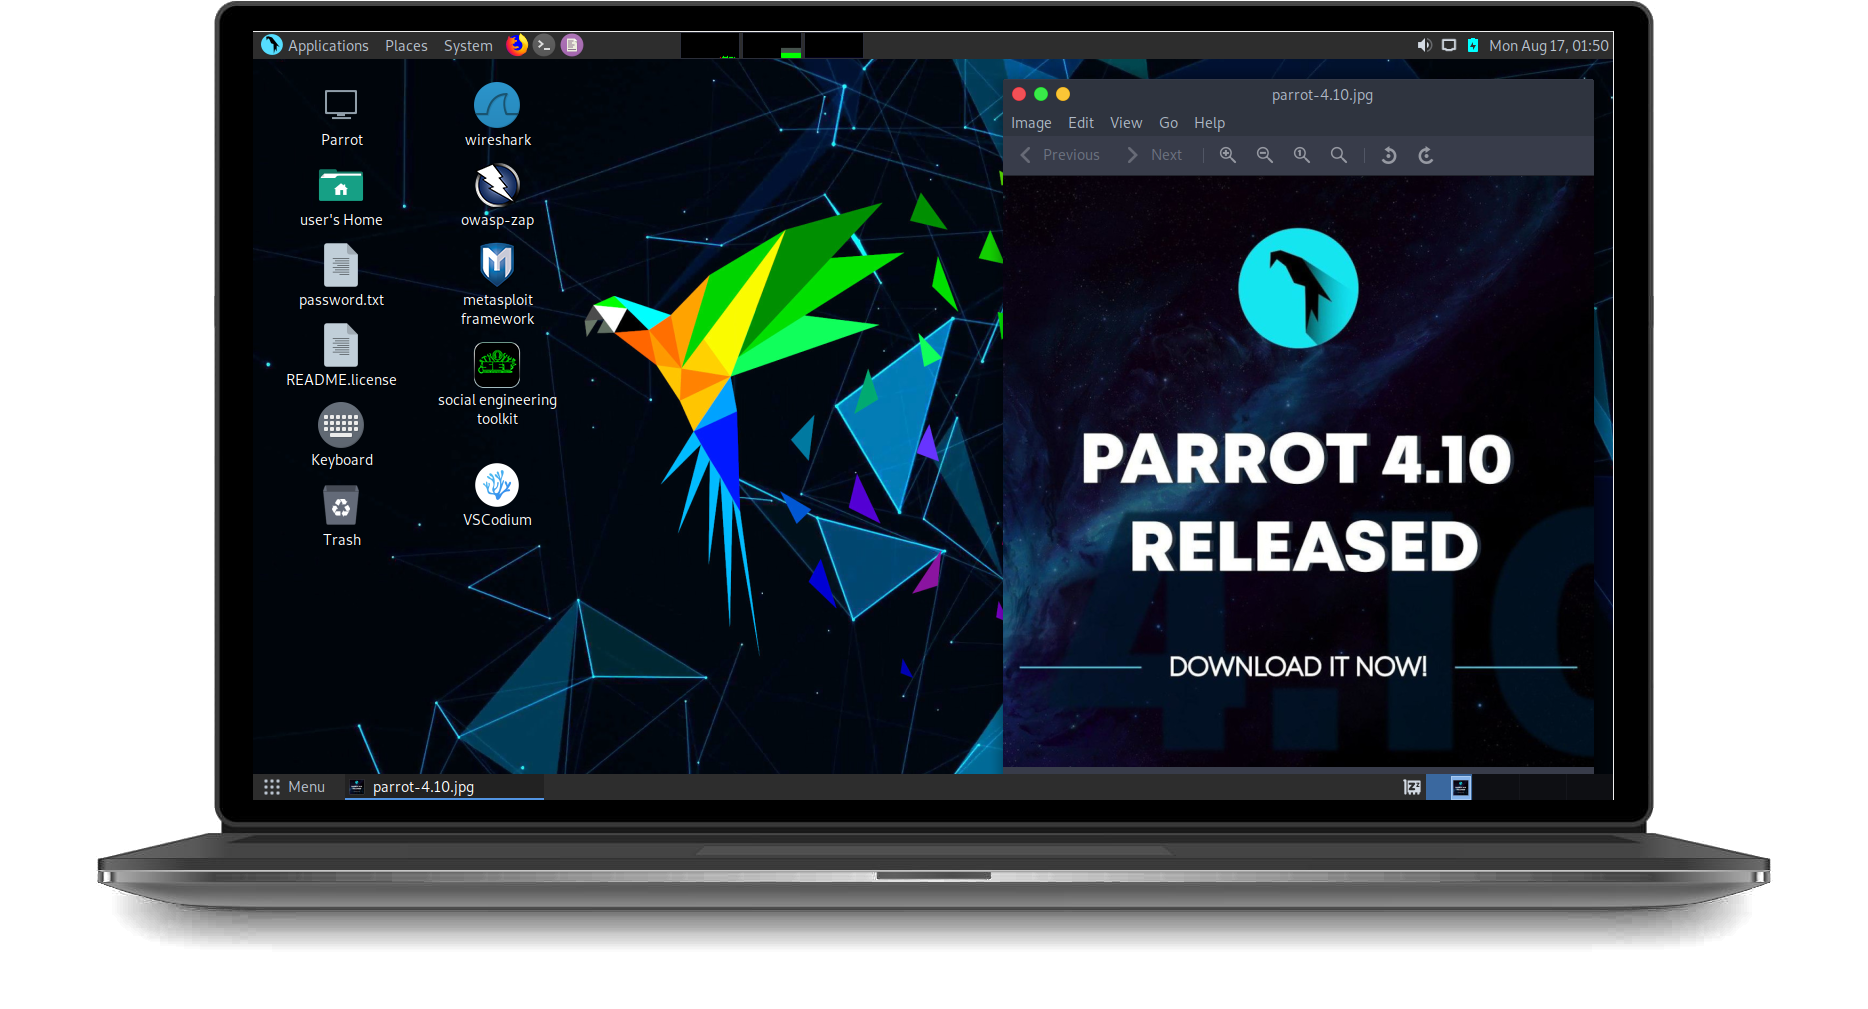 Applications Places System Mon Aug 17, 01:50
Parrot
user's Home
password.txt
README.license
Keyboard
Trash
wireshark
owasp-zap
metasploit
framework
social engineering
toolkit
VSCodium
parrot-4.10.jpg
Image Edit View Go Help
Previous Next
PARROT 4.10
RELEASED
4.10
DOWNLOAD IT NOW!
Menu parrot-4.10.jpg